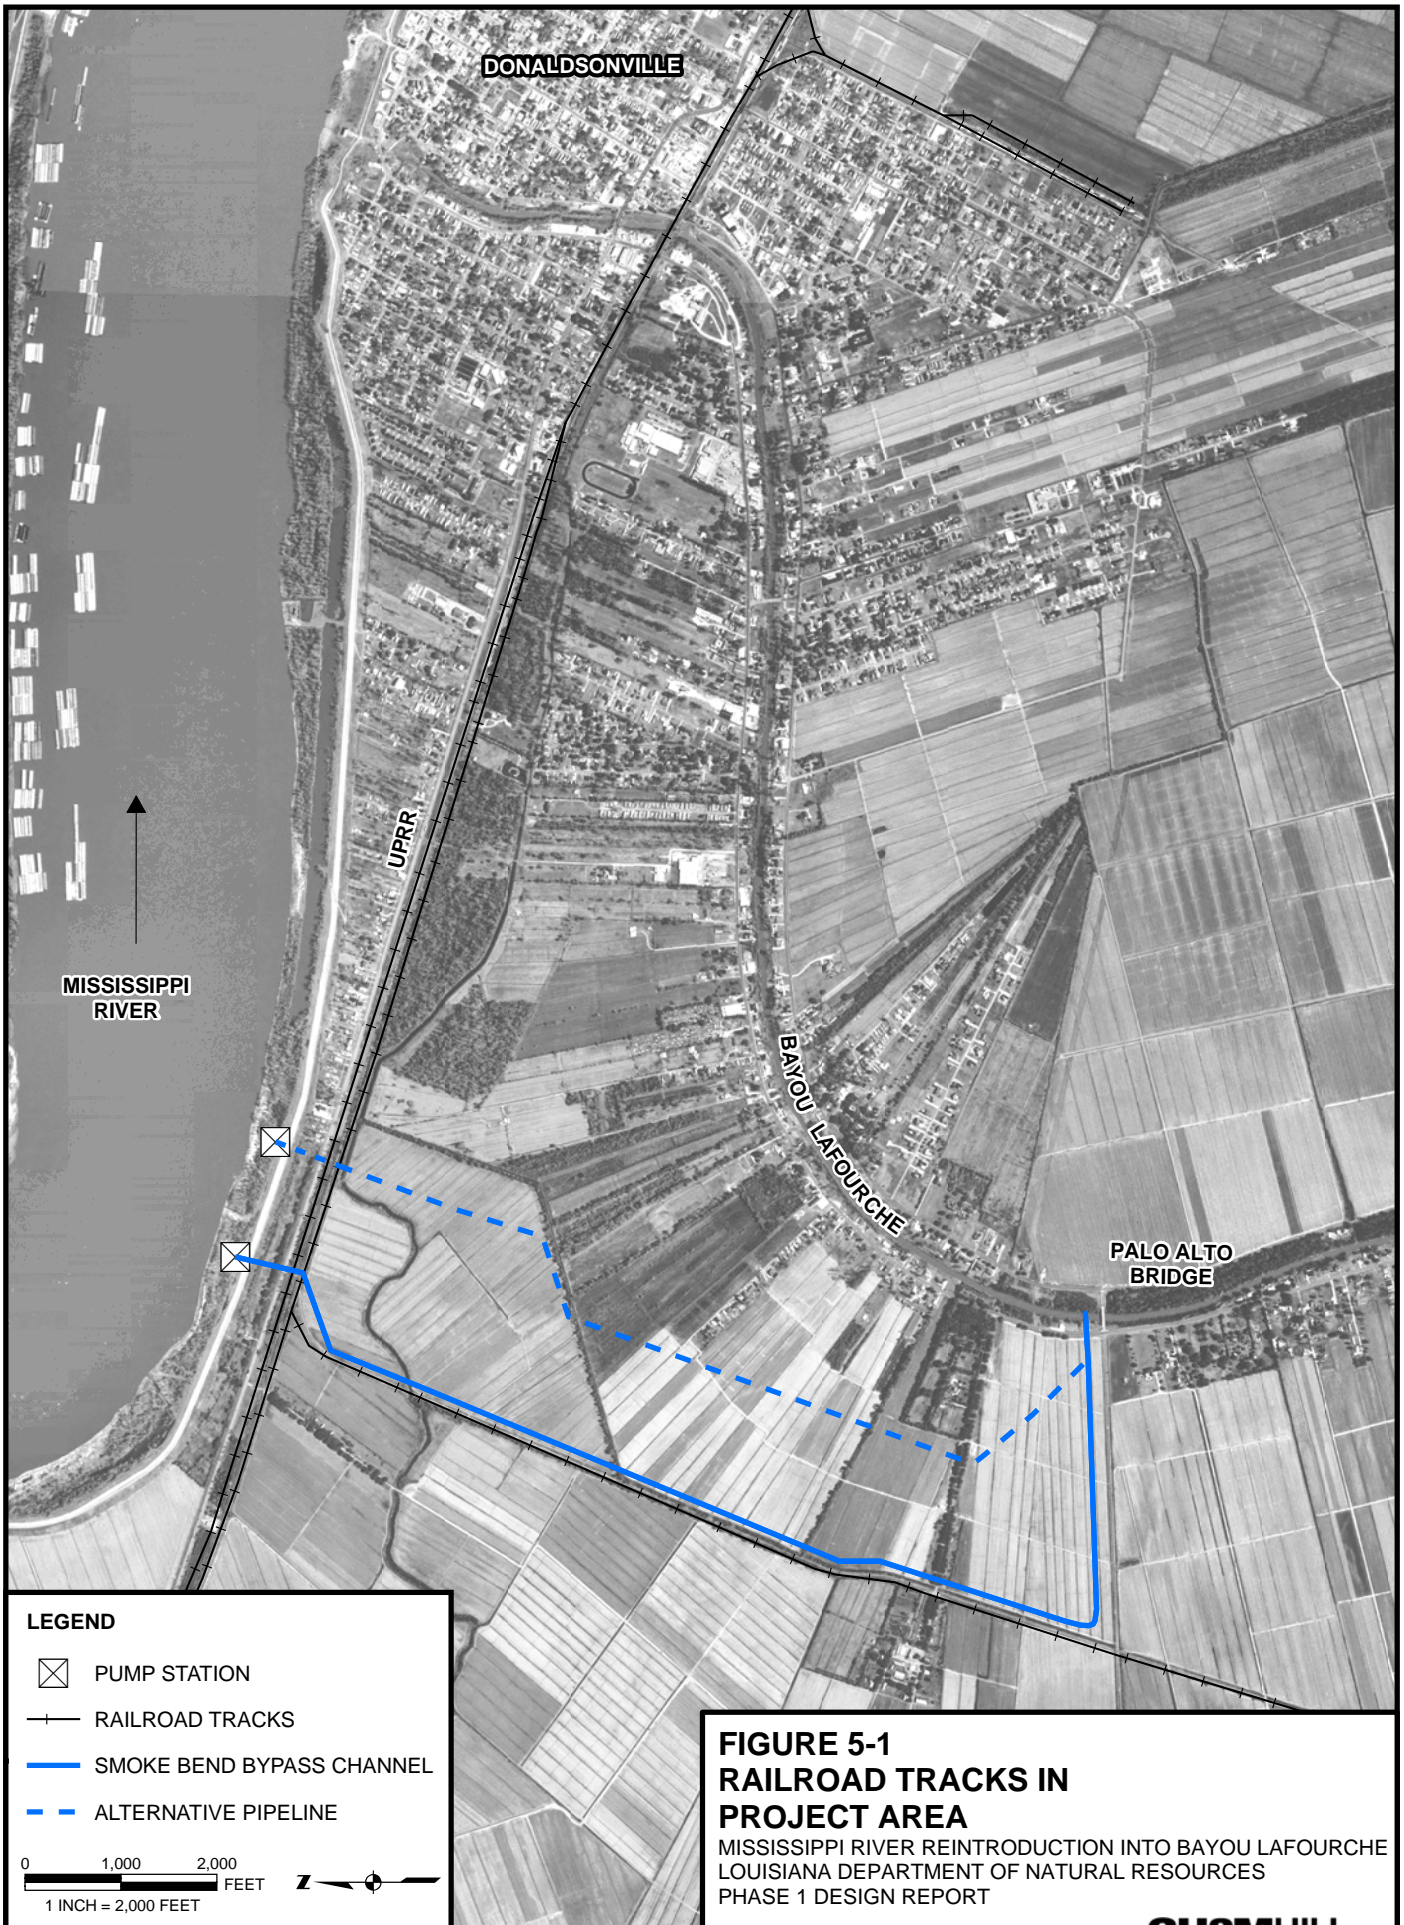 DONALDSONVILLE
UPRR
MISSISSIPPI
RIVER
BAYOU LAFOURCHE
PALO ALTO
BRIDGE
LEGEND
PUMP STATION
RAILROAD TRACKS
SMOKE BEND BYPASS CHANNEL
ALTERNATIVE PIPELINE
0 1,000 2,000
FEET
1 INCH = 2,000 FEET
Z
FIGURE 5-1
RAILROAD TRACKS IN
PROJECT AREA
MISSISSIPPI RIVER REINTRODUCTION INTO BAYOU LAFOURCHE
LOUISIANA DEPARTMENT OF NATURAL RESOURCES
PHASE 1 DESIGN REPORT